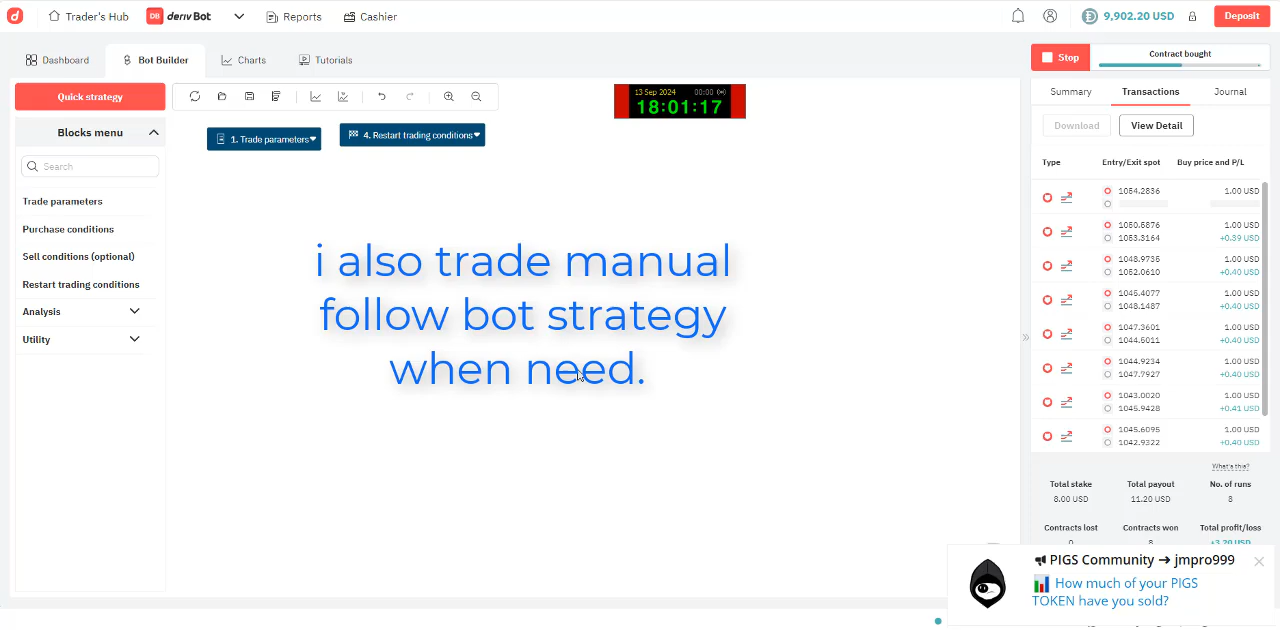 Trader's Hub
DB deriv Bot
Reports
Cashier
9,902.20 USD
Deposit
Dashboard
Bot Builder
Charts
Tutorials
Stop
Contract bought
Quick strategy
13 Sep 2024 00:00
18:01:17
Summary
Transactions
Journal
Blocks menu
1. Trade parameters
4. Restart trading conditions
Download
View Detail
Search
Type
Entry/Exit spot
Buy price and P/L
Trade parameters
Purchase conditions
Sell conditions (optional)
Restart trading conditions
Analysis
Utility
i also trade manual
follow bot strategy
when need.
1054.2836 1.00 USD
1050.5876 1.00 USD
1053.3164 +0.39 USD
1048.9735 1.00 USD
1052.0610 +0.40 USD
1045.4077 1.00 USD
1048.1487 +0.40 USD
1047.3601 1.00 USD
1044.5011 +0.40 USD
1044.9234 1.00 USD
1047.7927 +0.40 USD
1043.0020 1.00 USD
1045.9428 +0.41 USD
1045.6095 1.00 USD
1042.9322 +0.40 USD
What's this?
Total stake
Total payout
No. of runs
8.00 USD
11.20 USD
8
Contracts lost
Contracts won
Total profit/loss
0
8
+3.20 USD
PIGS Community → jmpro999
How much of your PIGS
TOKEN have you sold?